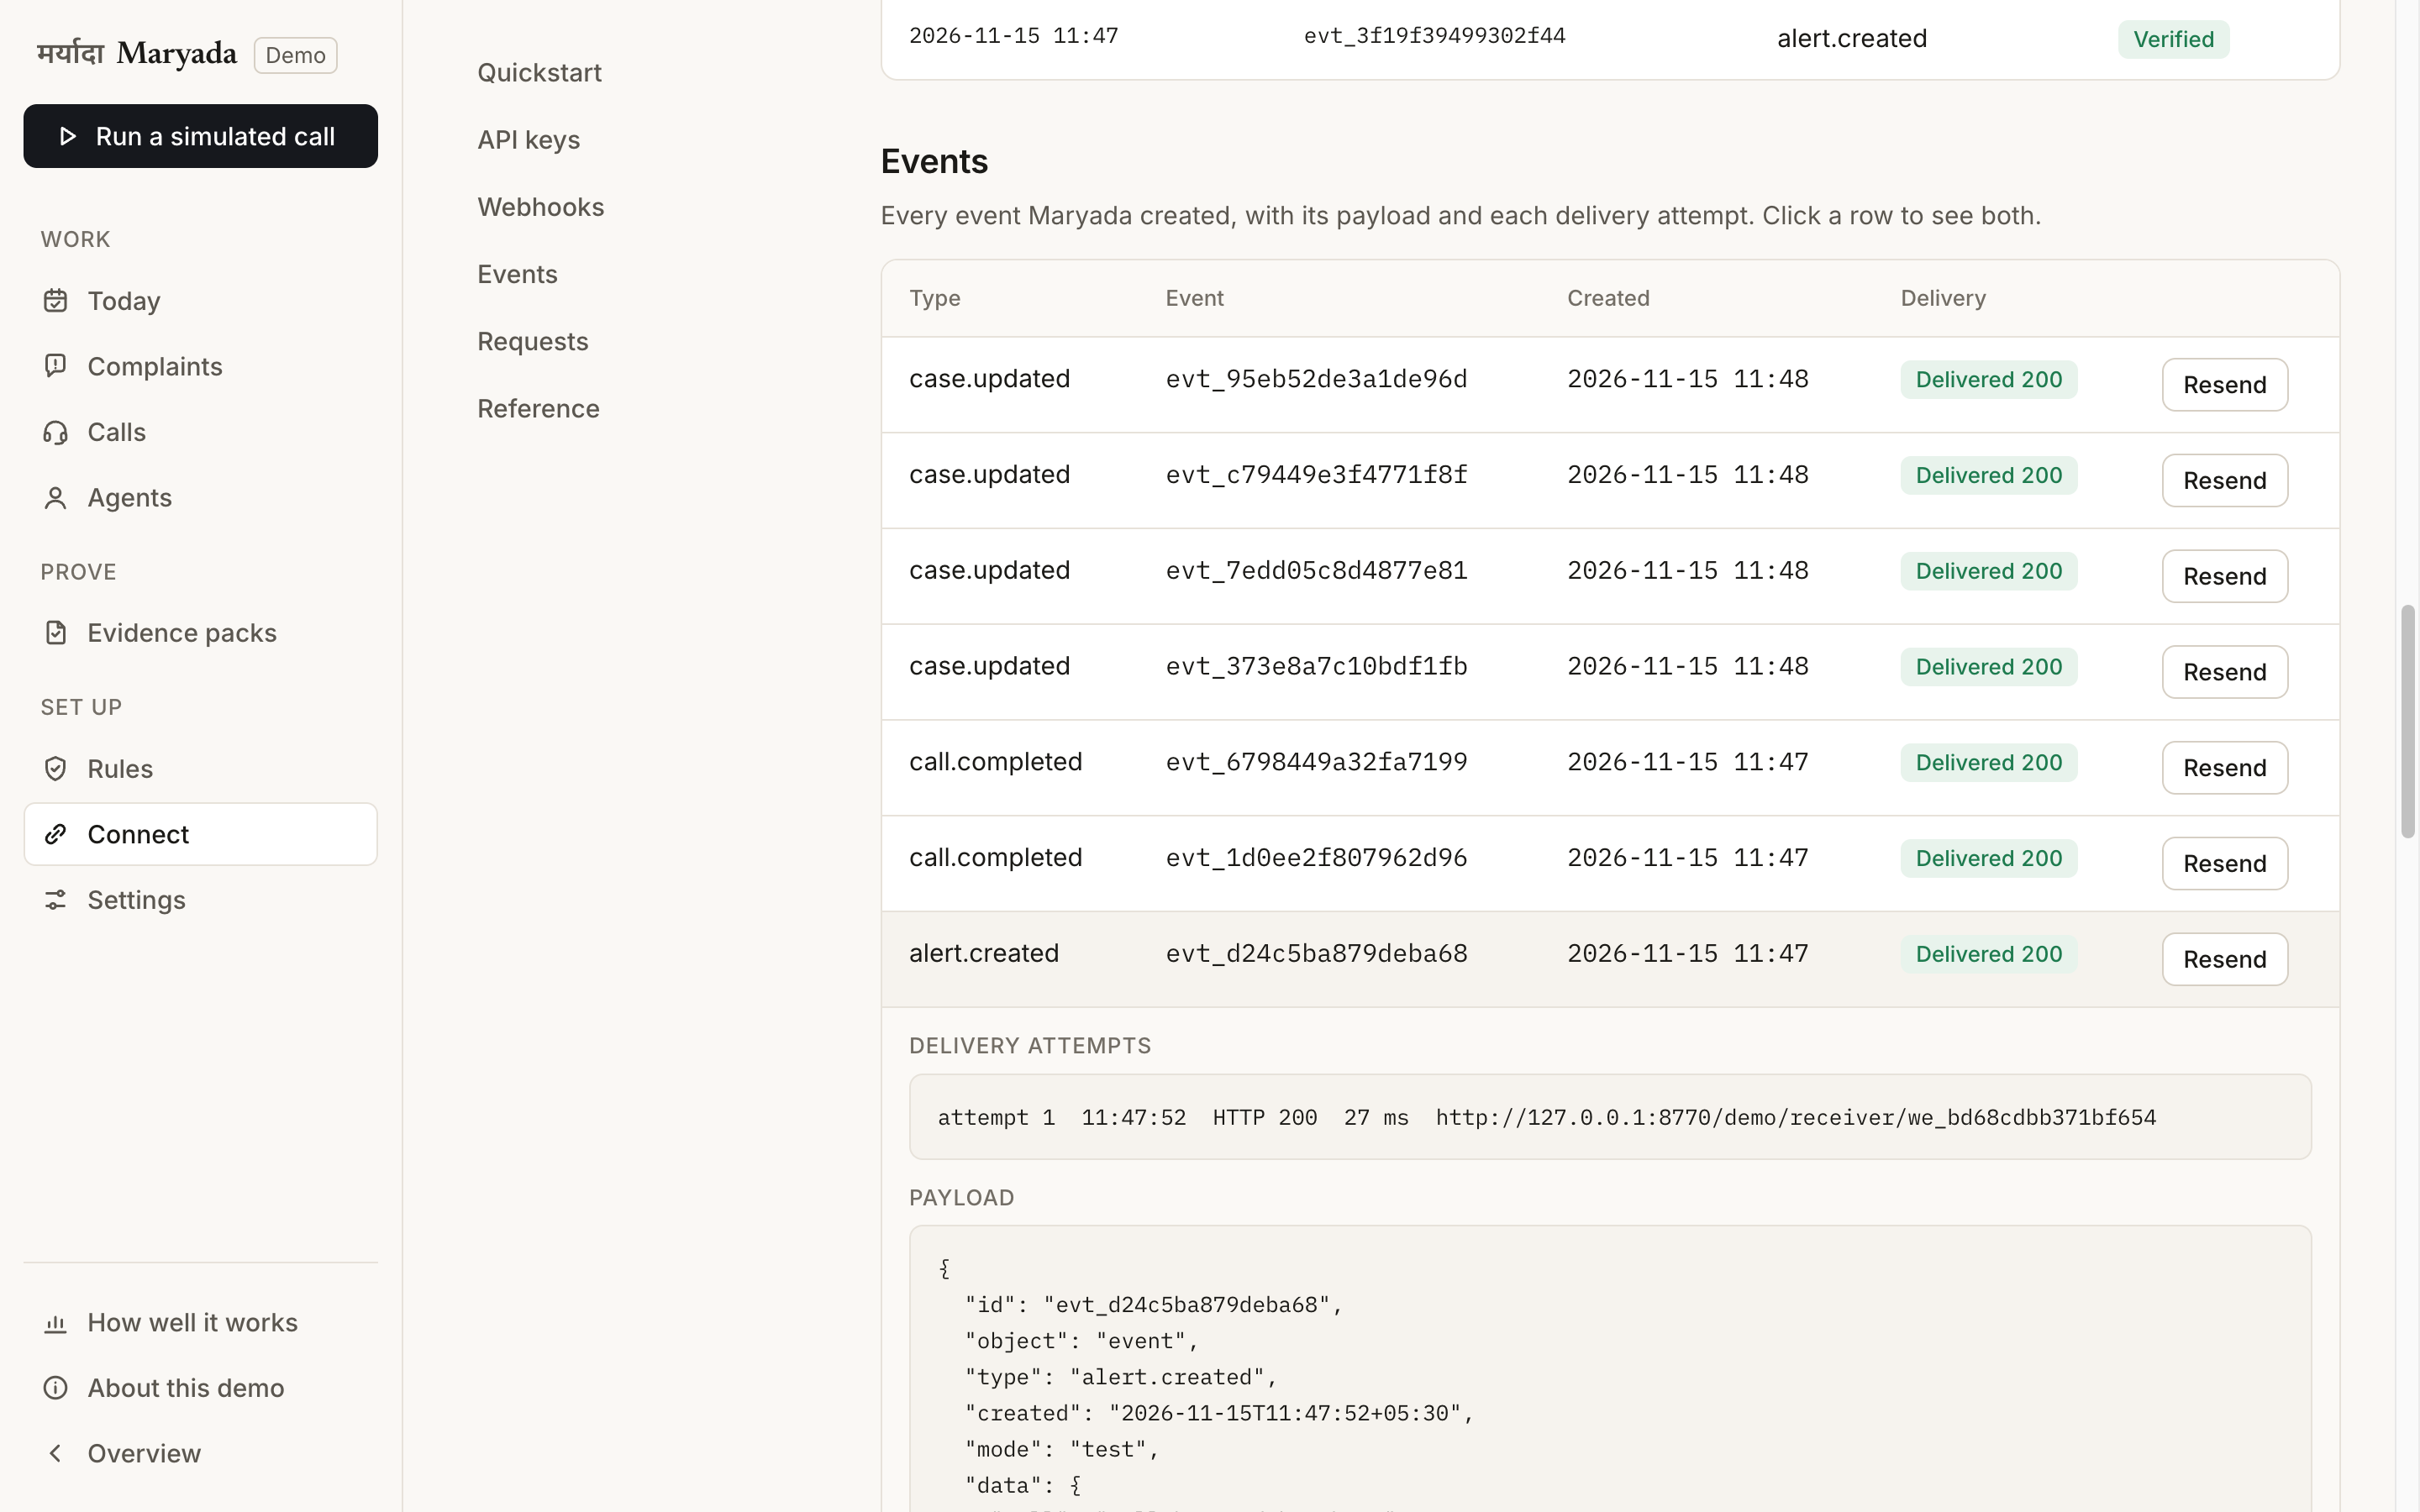 मर्यादा Maryada Demo
Run a simulated call
WORK
Today
Complaints
Calls
Agents
PROVE
Evidence packs
SET UP
Rules
Connect
Settings
How well it works
About this demo
Overview
Quickstart
API keys
Webhooks
Events
Requests
Reference
2026-11-15 11:47 evt_3f19f39499302f44 alert.created Verified
Events
Every event Maryada created, with its payload and each delivery attempt. Click a row to see both.
Type Event Created Delivery
case.updated evt_95eb52de3a1de96d 2026-11-15 11:48 Delivered 200 Resend
case.updated evt_c79449e3f4771f8f 2026-11-15 11:48 Delivered 200 Resend
case.updated evt_7edd05c8d4877e81 2026-11-15 11:48 Delivered 200 Resend
case.updated evt_373e8a7c10bdf1fb 2026-11-15 11:48 Delivered 200 Resend
call.completed evt_6798449a32fa7199 2026-11-15 11:47 Delivered 200 Resend
call.completed evt_1d0ee2f807962d96 2026-11-15 11:47 Delivered 200 Resend
alert.created evt_d24c5ba879deba68 2026-11-15 11:47 Delivered 200 Resend
DELIVERY ATTEMPTS
attempt 1 11:47:52 HTTP 200 27 ms http://127.0.0.1:8770/demo/receiver/we_bd68cdbb371bf654
PAYLOAD
{
"id": "evt_d24c5ba879deba68",
"object": "event",
"type": "alert.created",
"created": "2026-11-15T11:47:52+05:30",
"mode": "test",
"data": {